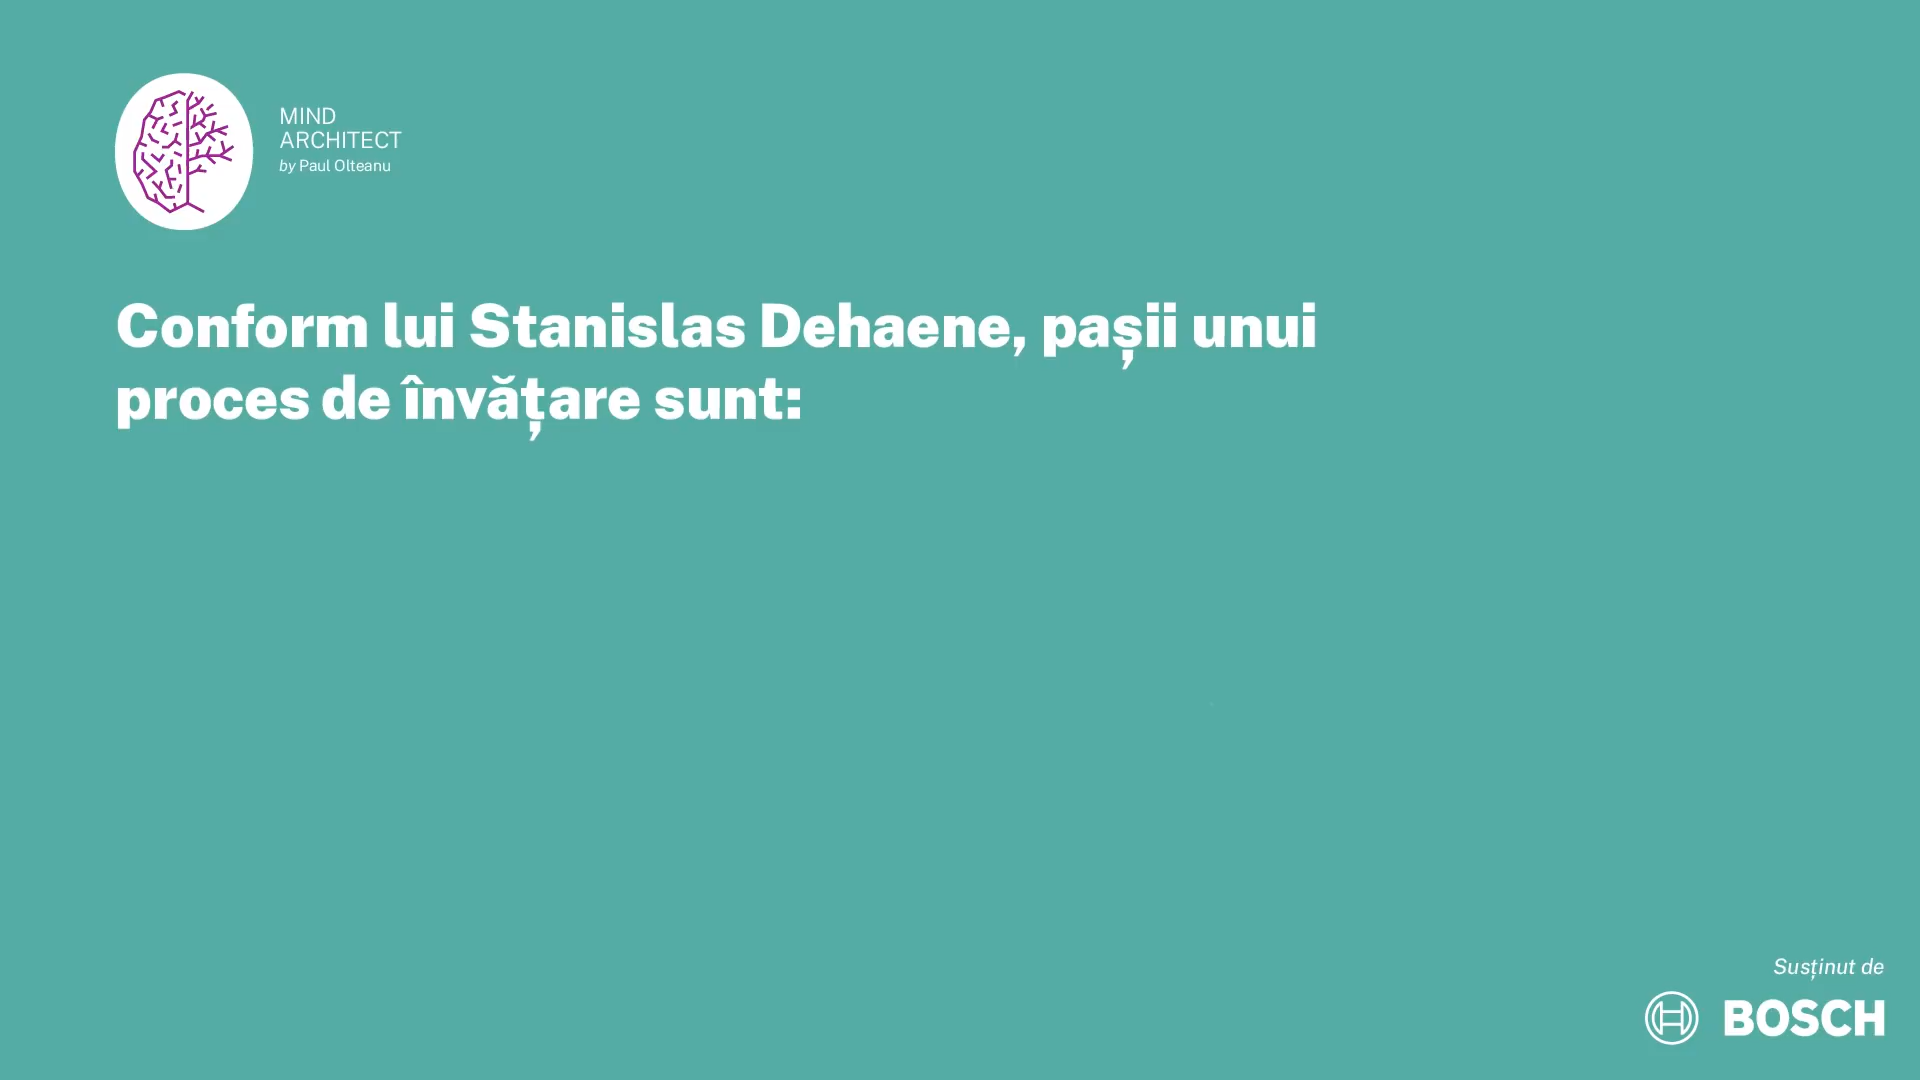 MIND
ARCHITECT
by Paul Olteanu
Conform lui Stanislas Dehaene, pașii unui
proces de învățare sunt:
Susținut de
BOSCH